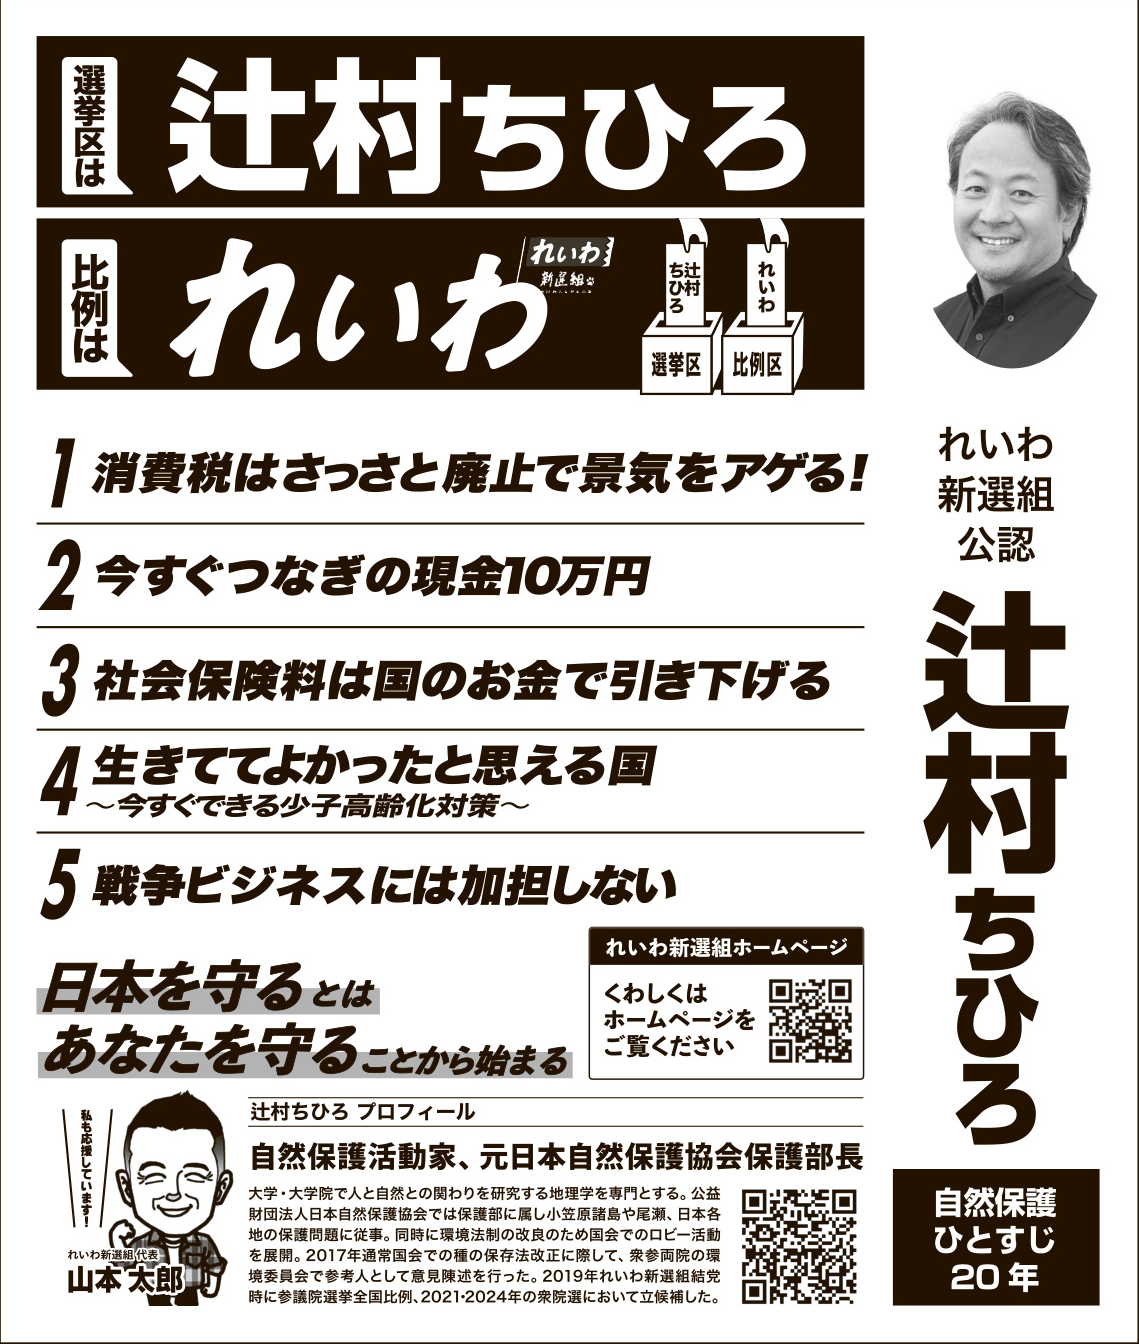 選挙区は
辻村ちひろ
比例は
れいわ
れいわ
新選組
辻村
ちひろ
れいわ
選挙区
比例区
1 消費税はさっさと廃止で景気をアゲる!
2 今すぐつなぎの現金10万円
3 社会保険料は国のお金で引き下げる
4 生きててよかったと思える国
～今すぐできる少子高齢化対策～
5 戦争ビジネスには加担しない
日本を守るとは
あなたを守ることから始まる
れいわ新選組ホームページ
くわしくは
ホームページを
ご覧ください
私も応援しています!
れいわ新選組 代表
山本 太郎
辻村ちひろ プロフィール
自然保護活動家、元日本自然保護協会保護部長
大学・大学院で人と自然との関わりを研究する地理学を専門とする。公益
財団法人日本自然保護協会では保護部に属し小笠原諸島や尾瀬、日本各
地の保護問題に従事。同時に環境法制の改良のため国会でのロビー活動
を展開。2017年通常国会での種の保存法改正に際して、衆参両院の環
境委員会で参考人として意見陳述を行った。2019年れいわ新選組結党
時に参議院選挙全国比例、2021・2024年の衆院選において立候補した。
れいわ
新選組
公認
辻村ちひろ
自然保護
ひとすじ
20年